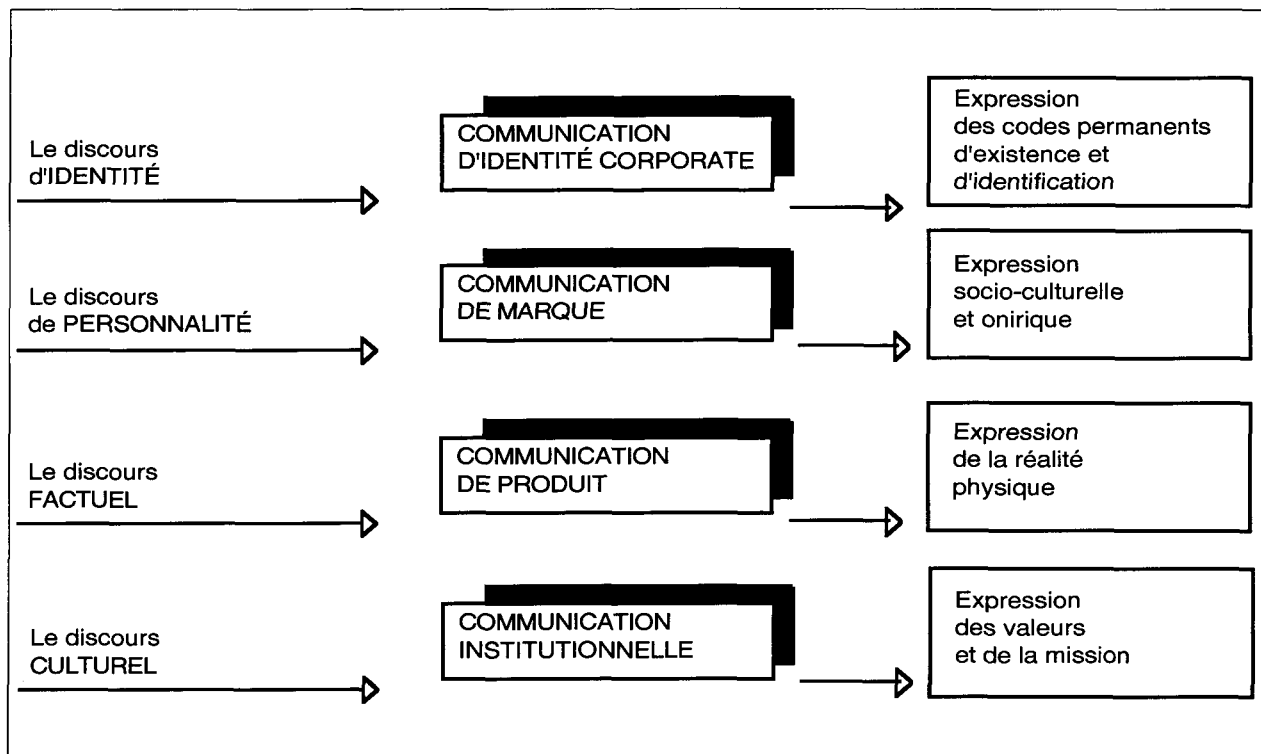 Le discours
d'IDENTITÉ
COMMUNICATION
D'IDENTITÉ CORPORATE
Expression
des codes permanents
d'existence et
d'identification
Le discours
de PERSONNALITÉ
COMMUNICATION
DE MARQUE
Expression
socio-culturelle
et onirique
Le discours
FACTUEL
COMMUNICATION
DE PRODUIT
Expression
de la réalité
physique
Le discours
CULTUREL
COMMUNICATION
INSTITUTIONNELLE
Expression
des valeurs
et de la mission